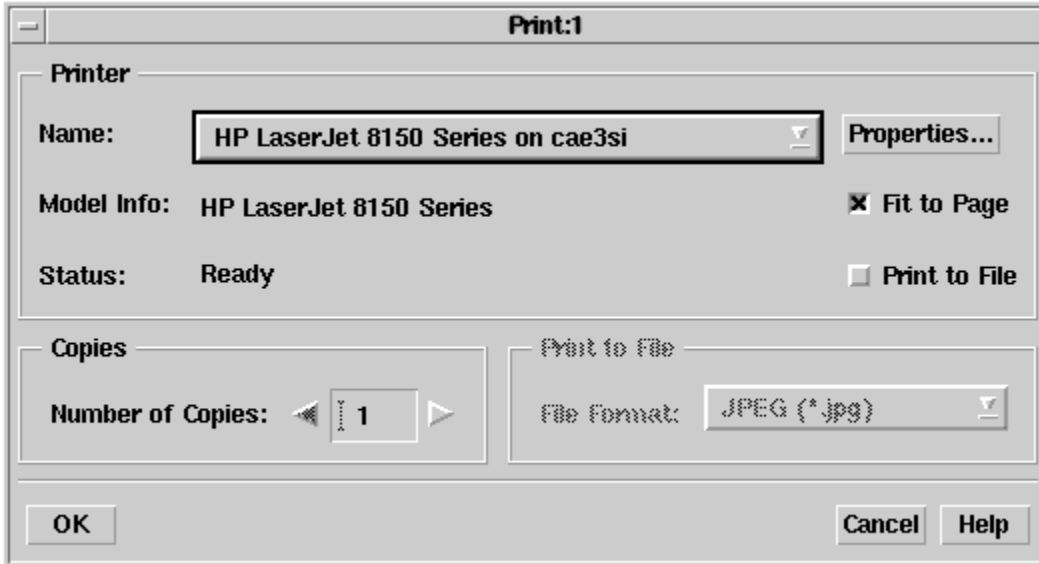 Print:1
Printer
Name: HP LaserJet 8150 Series on cae3si Properties...
Model Info: HP LaserJet 8150 Series Fit to Page
Status: Ready Print to File
Copies
Number of Copies: 1
Print to File
File Format: JPEG (*.jpg)
OK Cancel Help